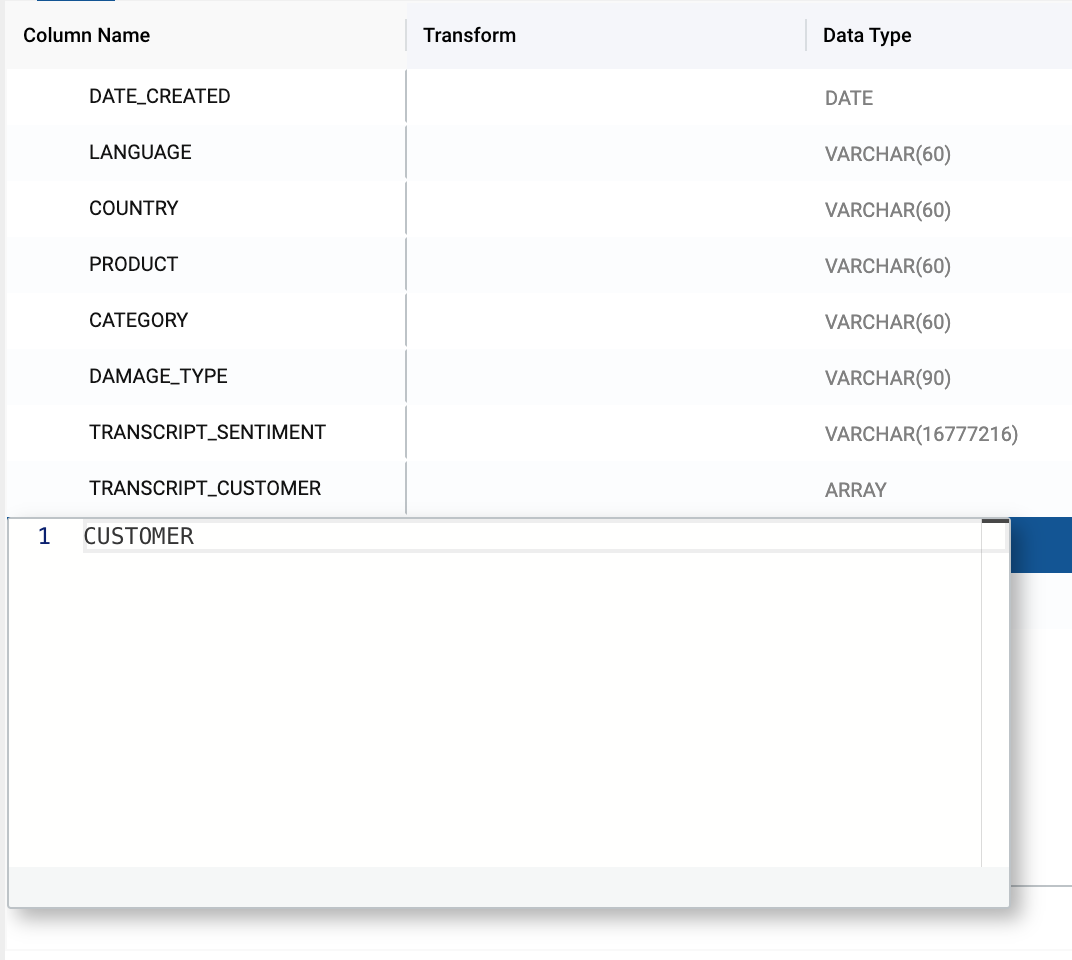 Column Name Transform Data Type
DATE_CREATED DATE
LANGUAGE VARCHAR(60)
COUNTRY VARCHAR(60)
PRODUCT VARCHAR(60)
CATEGORY VARCHAR(60)
DAMAGE_TYPE VARCHAR(90)
TRANSCRIPT_SENTIMENT VARCHAR(16777216)
TRANSCRIPT_CUSTOMER ARRAY
1 CUSTOMER